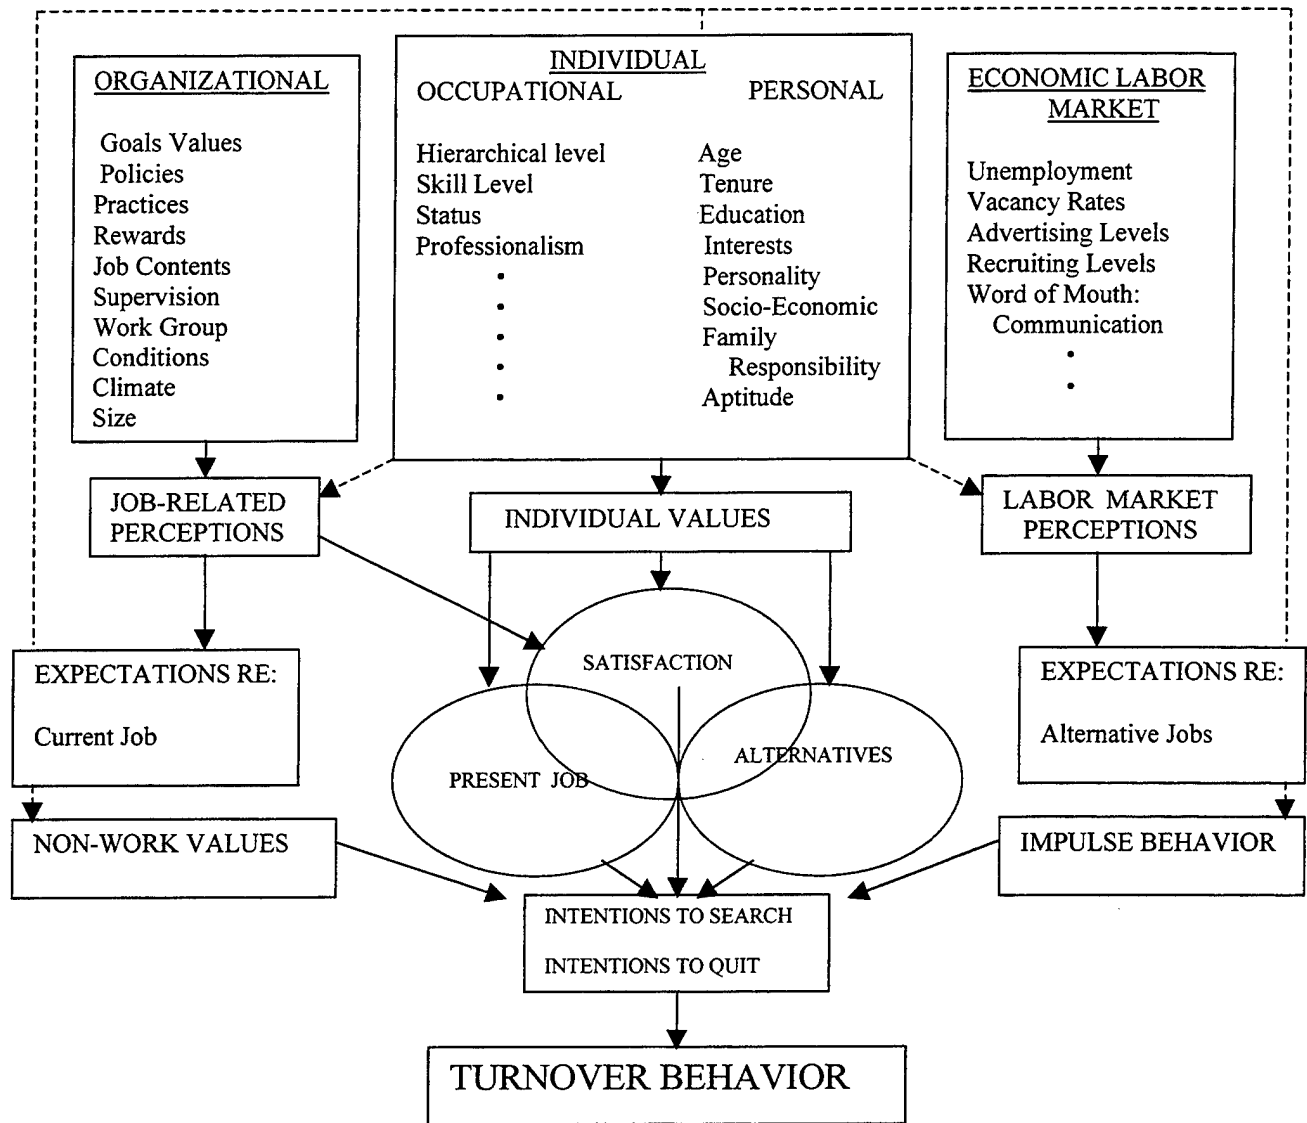 ORGANIZATIONAL
Goals Values
Policies
Practices
Rewards
Job Contents
Supervision
Work Group
Conditions
Climate
Size
INDIVIDUAL
OCCUPATIONAL
Hierarchical level
Skill Level
Status
Professionalism
•
•
•
•
•
PERSONAL
Age
Tenure
Education
Interests
Personality
Socio-Economic
Family
Responsibility
Aptitude
ECONOMIC LABOR
MARKET
Unemployment
Vacancy Rates
Advertising Levels
Recruiting Levels
Word of Mouth:
Communication
•
•
JOB-RELATED
PERCEPTIONS
INDIVIDUAL VALUES
LABOR MARKET
PERCEPTIONS
EXPECTATIONS RE:
Current Job
SATISFACTION
PRESENT JOB
ALTERNATIVES
EXPECTATIONS RE:
Alternative Jobs
NON-WORK VALUES
IMPULSE BEHAVIOR
INTENTIONS TO SEARCH
INTENTIONS TO QUIT
TURNOVER BEHAVIOR